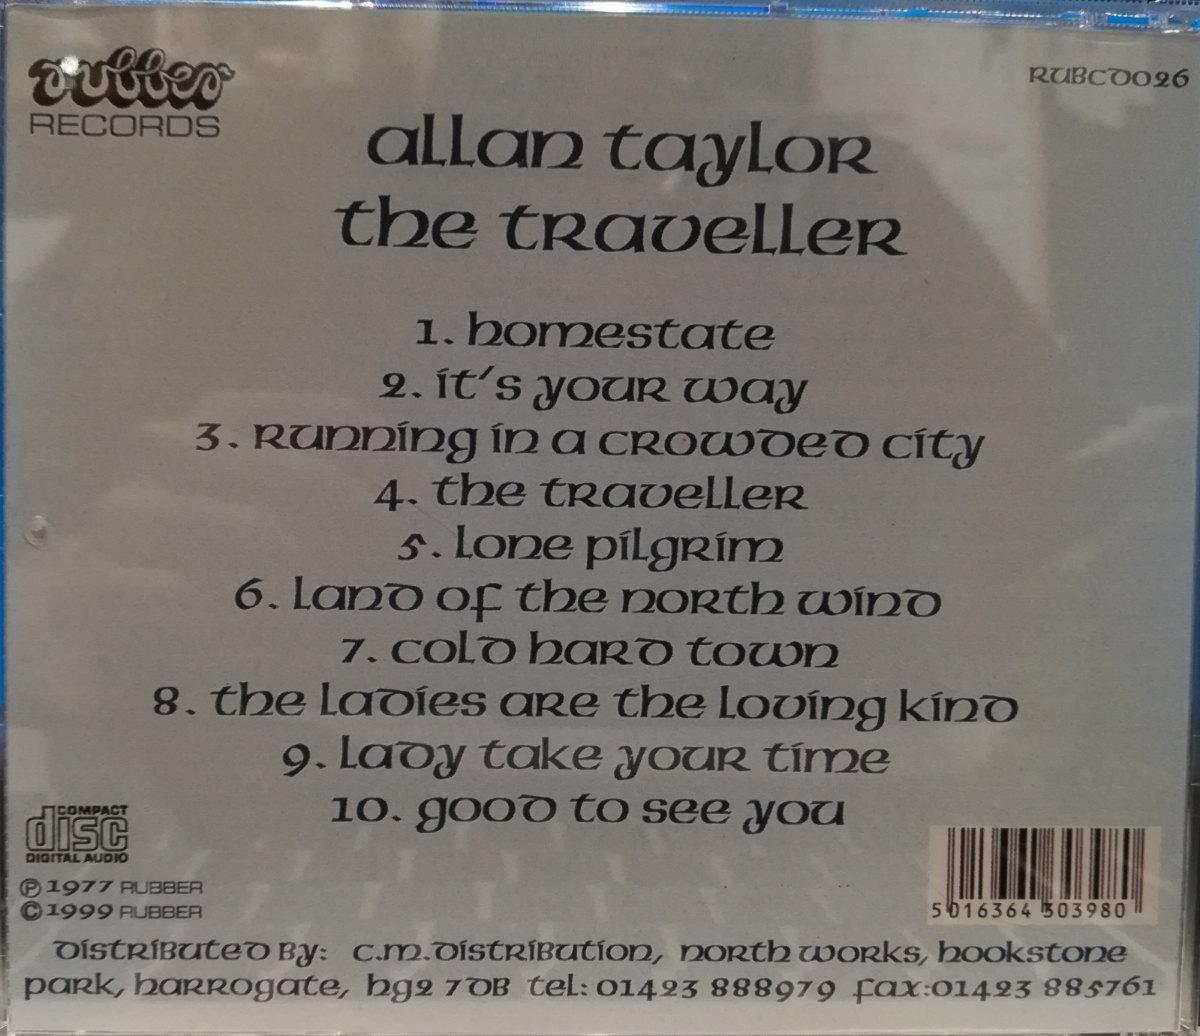 rubber
RECORDS
RUBCD026
allan taylor
the traveller
1. homestate
2. it's your way
3. running in a crowded city
4. the traveller
5. lone pilgrim
6. land of the north wind
7. cold hard town
8. the ladies are the loving kind
9. lady take your time
10. good to see you
COMPACT
disc
DIGITAL AUDIO
℗ 1977 RUBBER
© 1999 RUBBER
5 016364 303980
distributed by: c.m.distribution, north works, hookstone
park, harrogate, hg2 7DB tel: 01423 888979 fax:01423 885761